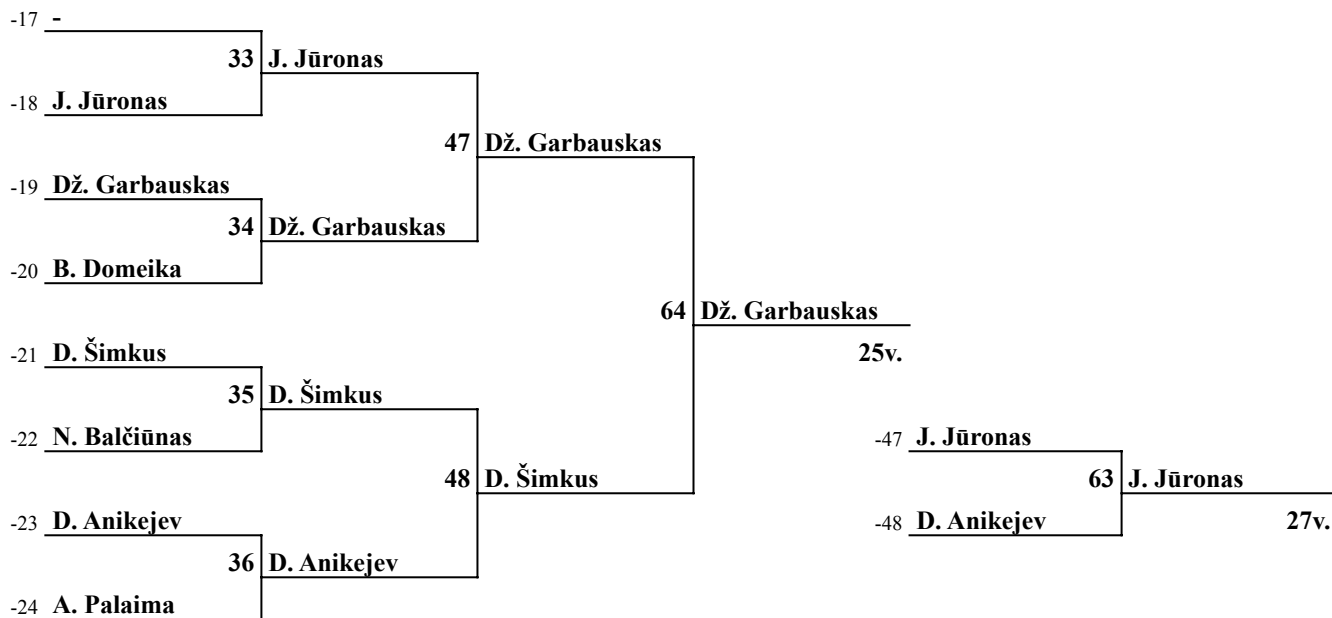 -17 -
33 J. Jūronas
-18 J. Jūronas
47 Dž. Garbauskas
-19 Dž. Garbauskas
34 Dž. Garbauskas
-20 B. Domeika
64 Dž. Garbauskas
-21 D. Šimkus
25v.
35 D. Šimkus
-22 N. Balčiūnas
-47 J. Jūronas
48 D. Šimkus
63 J. Jūronas
-23 D. Anikejev
-48 D. Anikejev
27v.
36 D. Anikejev
-24 A. Palaima